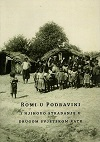 ROMI U PODRAVINI
I NJIHOVO STRADANJE U
DRUGOM SVJETSKOM RATU